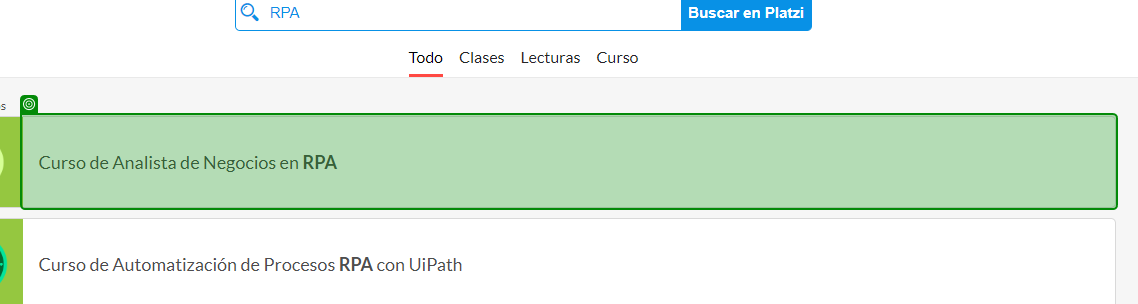 RPA
Buscar en Platzi
Todo Clases Lecturas Curso
Curso de Analista de Negocios en RPA
Curso de Automatización de Procesos RPA con UiPath